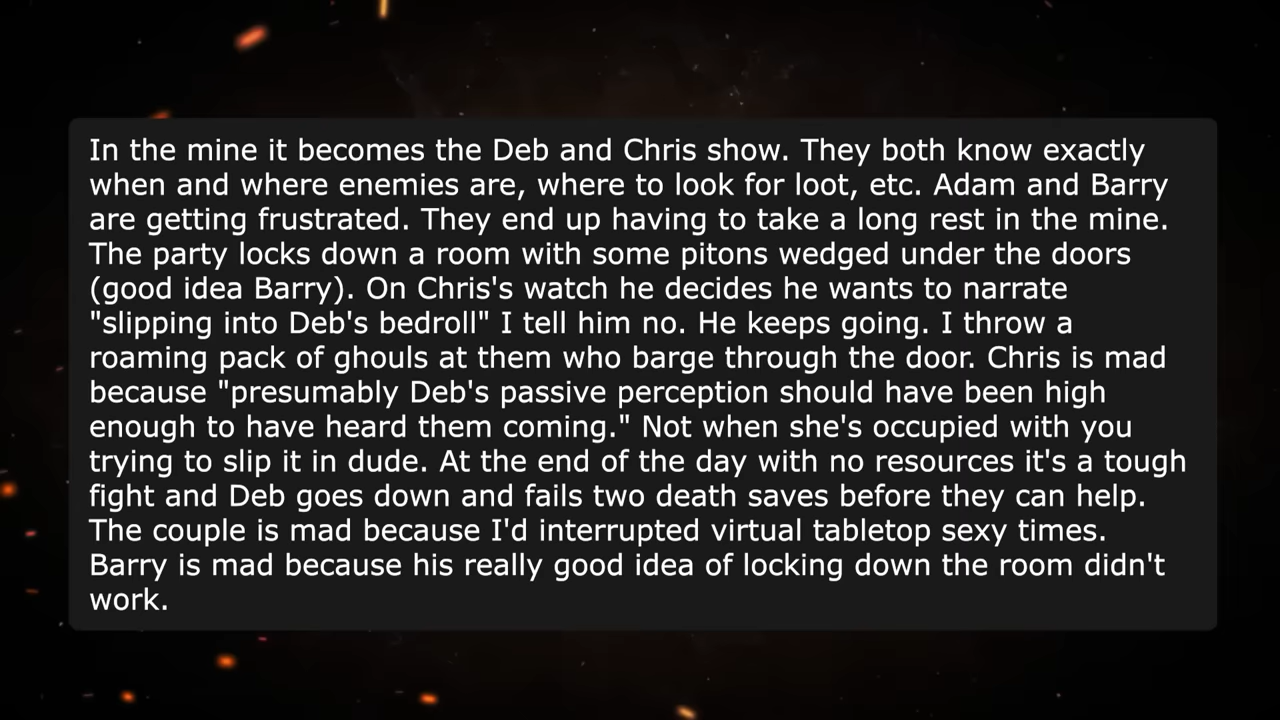 In the mine it becomes the Deb and Chris show. They both know exactly
when and where enemies are, where to look for loot, etc. Adam and Barry
are getting frustrated. They end up having to take a long rest in the mine.
The party locks down a room with some pitons wedged under the doors
(good idea Barry). On Chris's watch he decides he wants to narrate
"slipping into Deb's bedroll" I tell him no. He keeps going. I throw a
roaming pack of ghouls at them who barge through the door. Chris is mad
because "presumably Deb's passive perception should have been high
enough to have heard them coming." Not when she's occupied with you
trying to slip it in dude. At the end of the day with no resources it's a tough
fight and Deb goes down and fails two death saves before they can help.
The couple is mad because I'd interrupted virtual tabletop sexy times.
Barry is mad because his really good idea of locking down the room didn't
work.